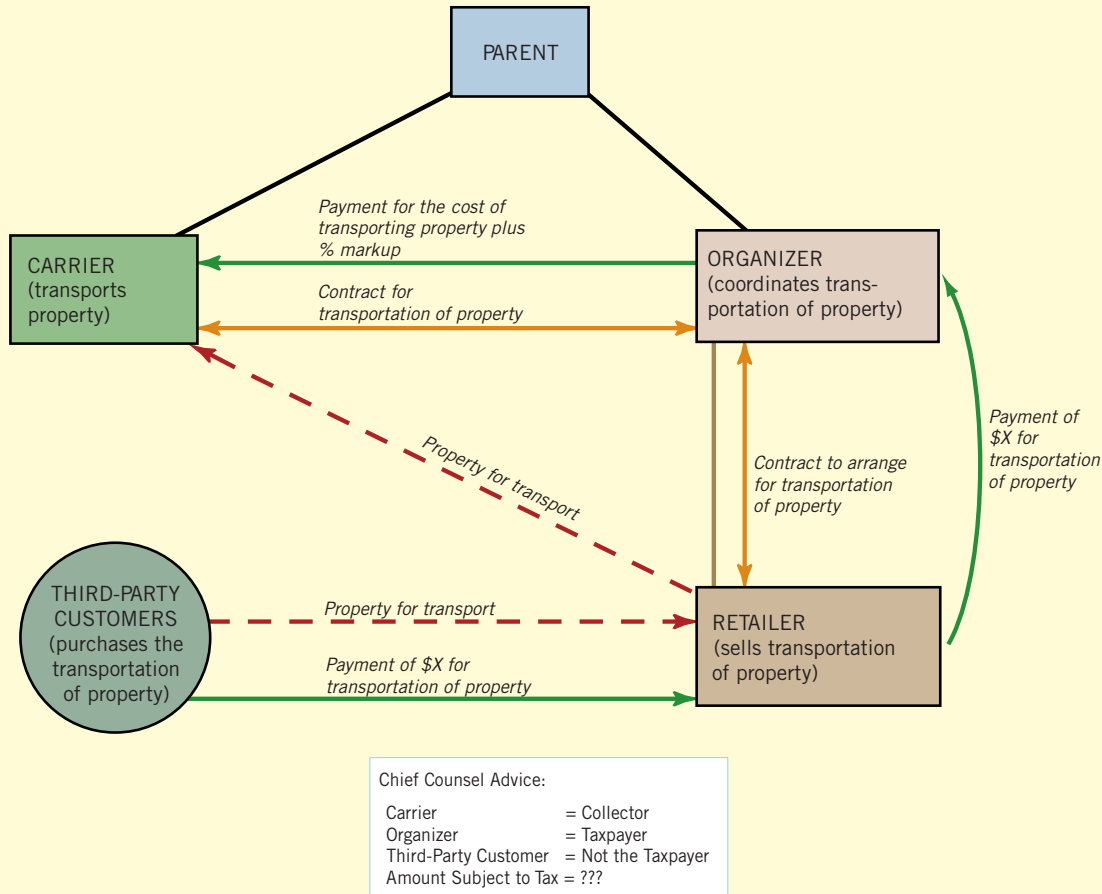 PARENT
Payment for the cost of
transporting property plus
% markup
CARRIER
(transports
property)
Contract for
transportation of property
ORGANIZER
(coordinates trans-
portation of property)
Payment of
$X for
transportation
of property
Contract to arrange
for transportation
of property
Property for transport
THIRD-PARTY
CUSTOMERS
(purchases the
transportation
of property)
Property for transport
Payment of $X for
transportation of property
RETAILER
(sells transportation
of property)
Chief Counsel Advice:
Carrier = Collector
Organizer = Taxpayer
Third-Party Customer = Not the Taxpayer
Amount Subject to Tax = ???